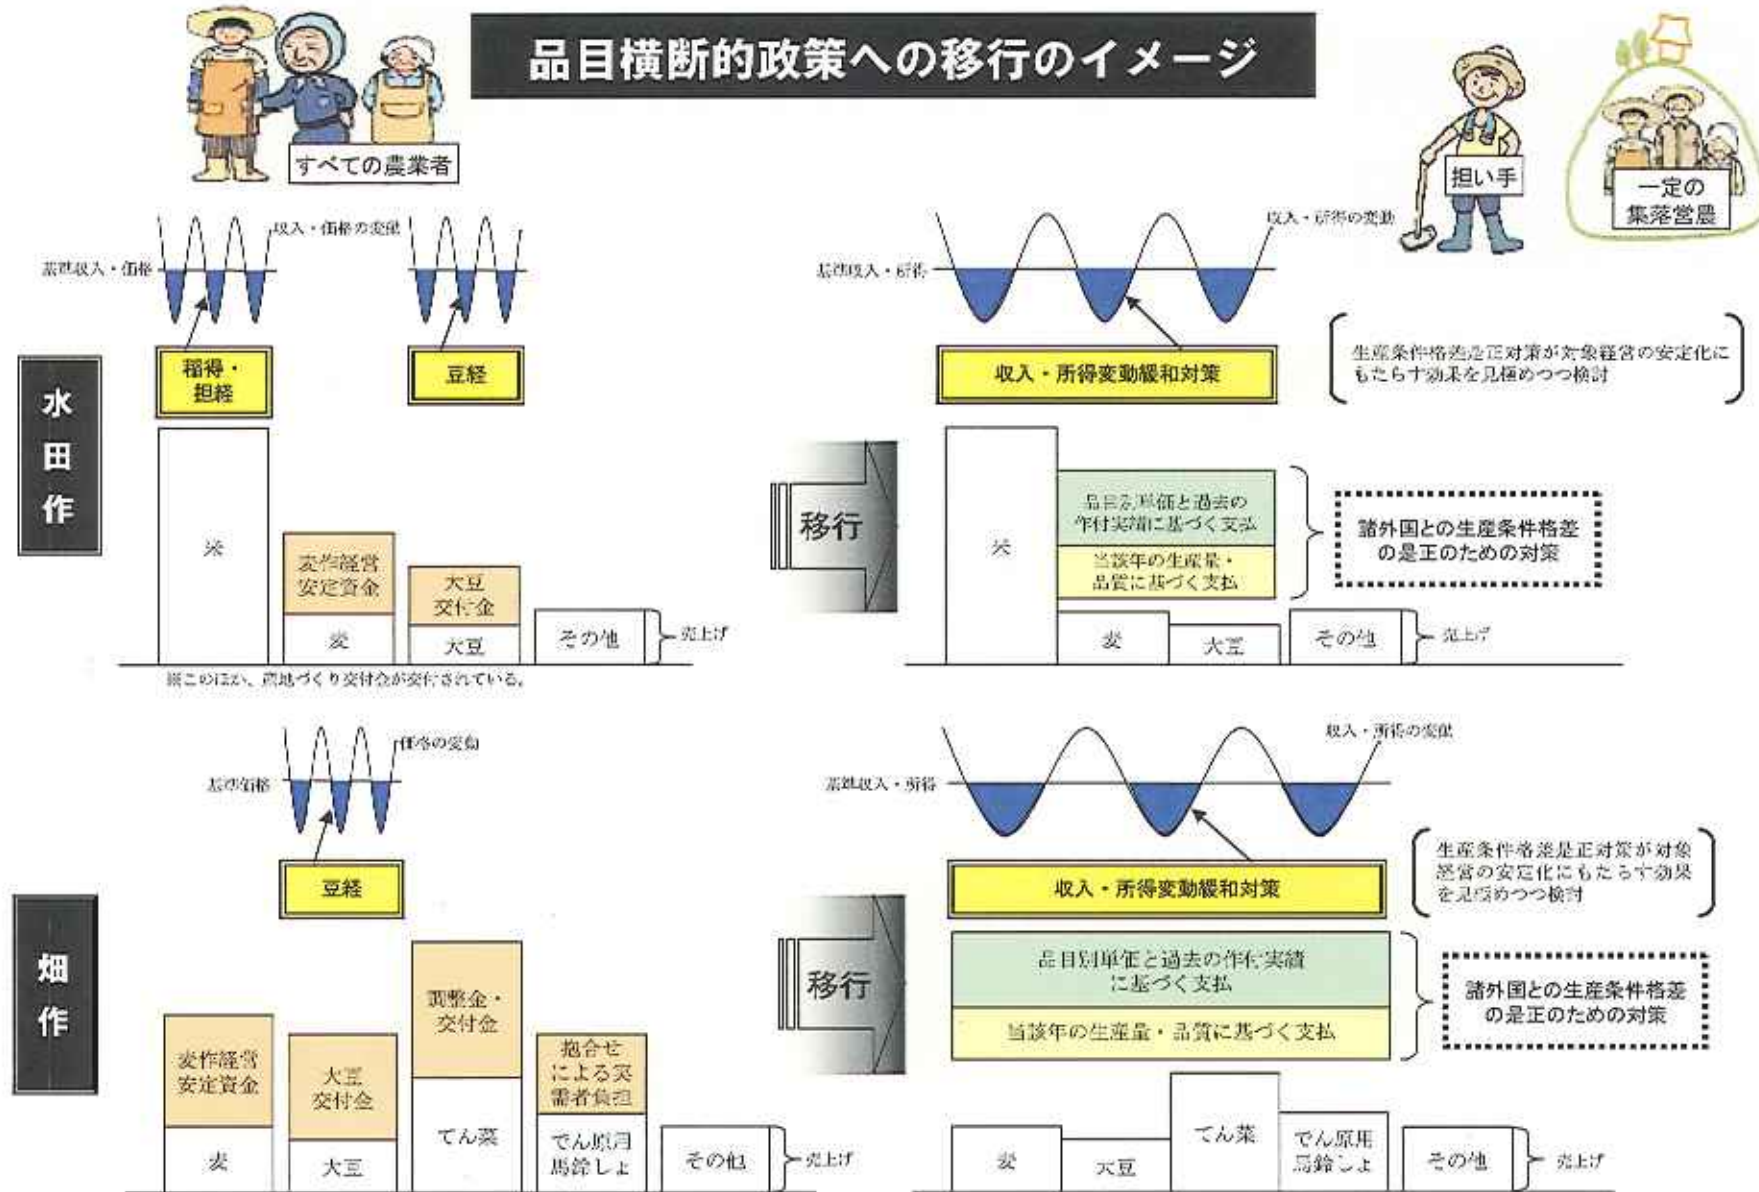 品目横断的政策への移行のイメージ
すべての農業者
担い手
一定の
集落営農
水田作
収入・価格の変動
基準収入・価格
稲得・
担経
豆経
米
麦作経営
安定資金
麦
大豆
交付金
大豆
その他
売上げ
※このほか、産地づくり交付金が交付されている。
移行
収入・所得の変動
基準収入・所得
収入・所得変動緩和対策
生産条件格差是正対策が対象経営の安定化に
もたらす効果を見極めつつ検討
米
品目別単価と過去の
作付実績に基づく支払
当該年の生産量・
品質に基づく支払
諸外国との生産条件格差
の是正のための対策
麦
大豆
その他
売上げ
畑作
価格の変動
基準価格
豆経
麦作経営
安定資金
麦
大豆
交付金
大豆
調整金・
交付金
てん菜
抱合せ
による実
需者負担
でん原用
馬鈴しょ
その他
売上げ
移行
収入・所得の変動
基準収入・所得
収入・所得変動緩和対策
生産条件格差是正対策が対象
経営の安定化にもたらす効果
を見極めつつ検討
品目別単価と過去の作付実績
に基づく支払
当該年の生産量・品質に基づく支払
諸外国との生産条件格差
の是正のための対策
麦
大豆
てん菜
でん原用
馬鈴しょ
その他
売上げ